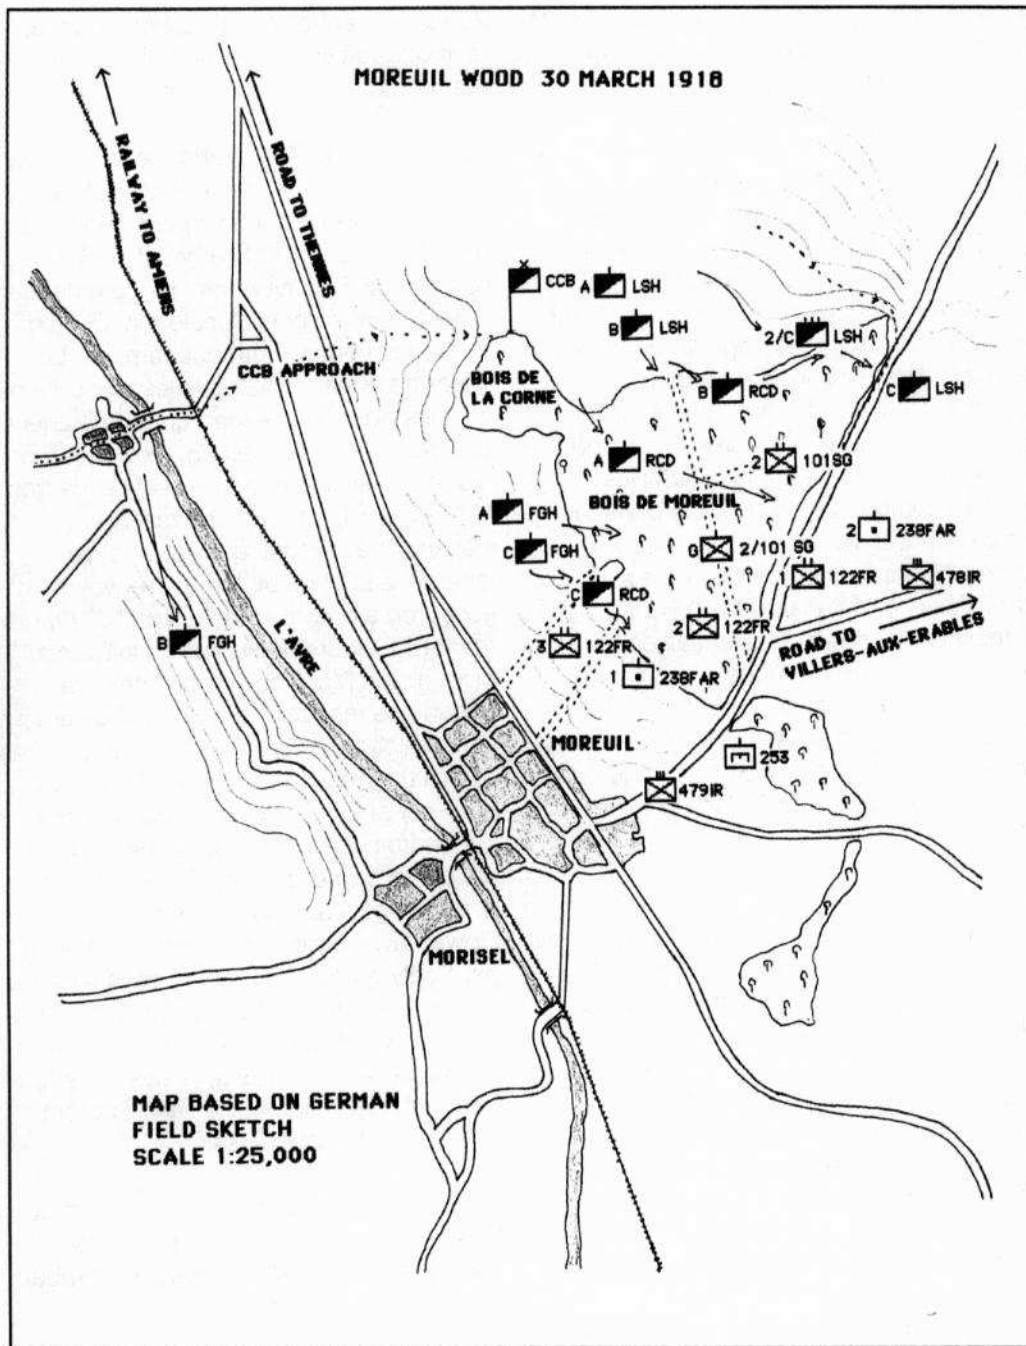 MOREUIL WOOD 30 MARCH 1918
RAILWAY TO AMIENS
ROAD TO THENNES
CCB
A LSH
B LSH
2/C LSH
CCB APPROACH
BOIS DE
LA CORNE
B RCD
C LSH
A RCD
2 101SG
BOIS DE MOREUIL
A FGH
2 238FAR
C FGH
G 2/101 SG
1 122FR
478IR
C RCD
B FGH
L'AVRE
3 122FR
2 122FR
ROAD TO
VILLERS-AUX-ERABLES
1 238FAR
MOREUIL
253
479IR
MORISEL
MAP BASED ON GERMAN
FIELD SKETCH
SCALE 1:25,000